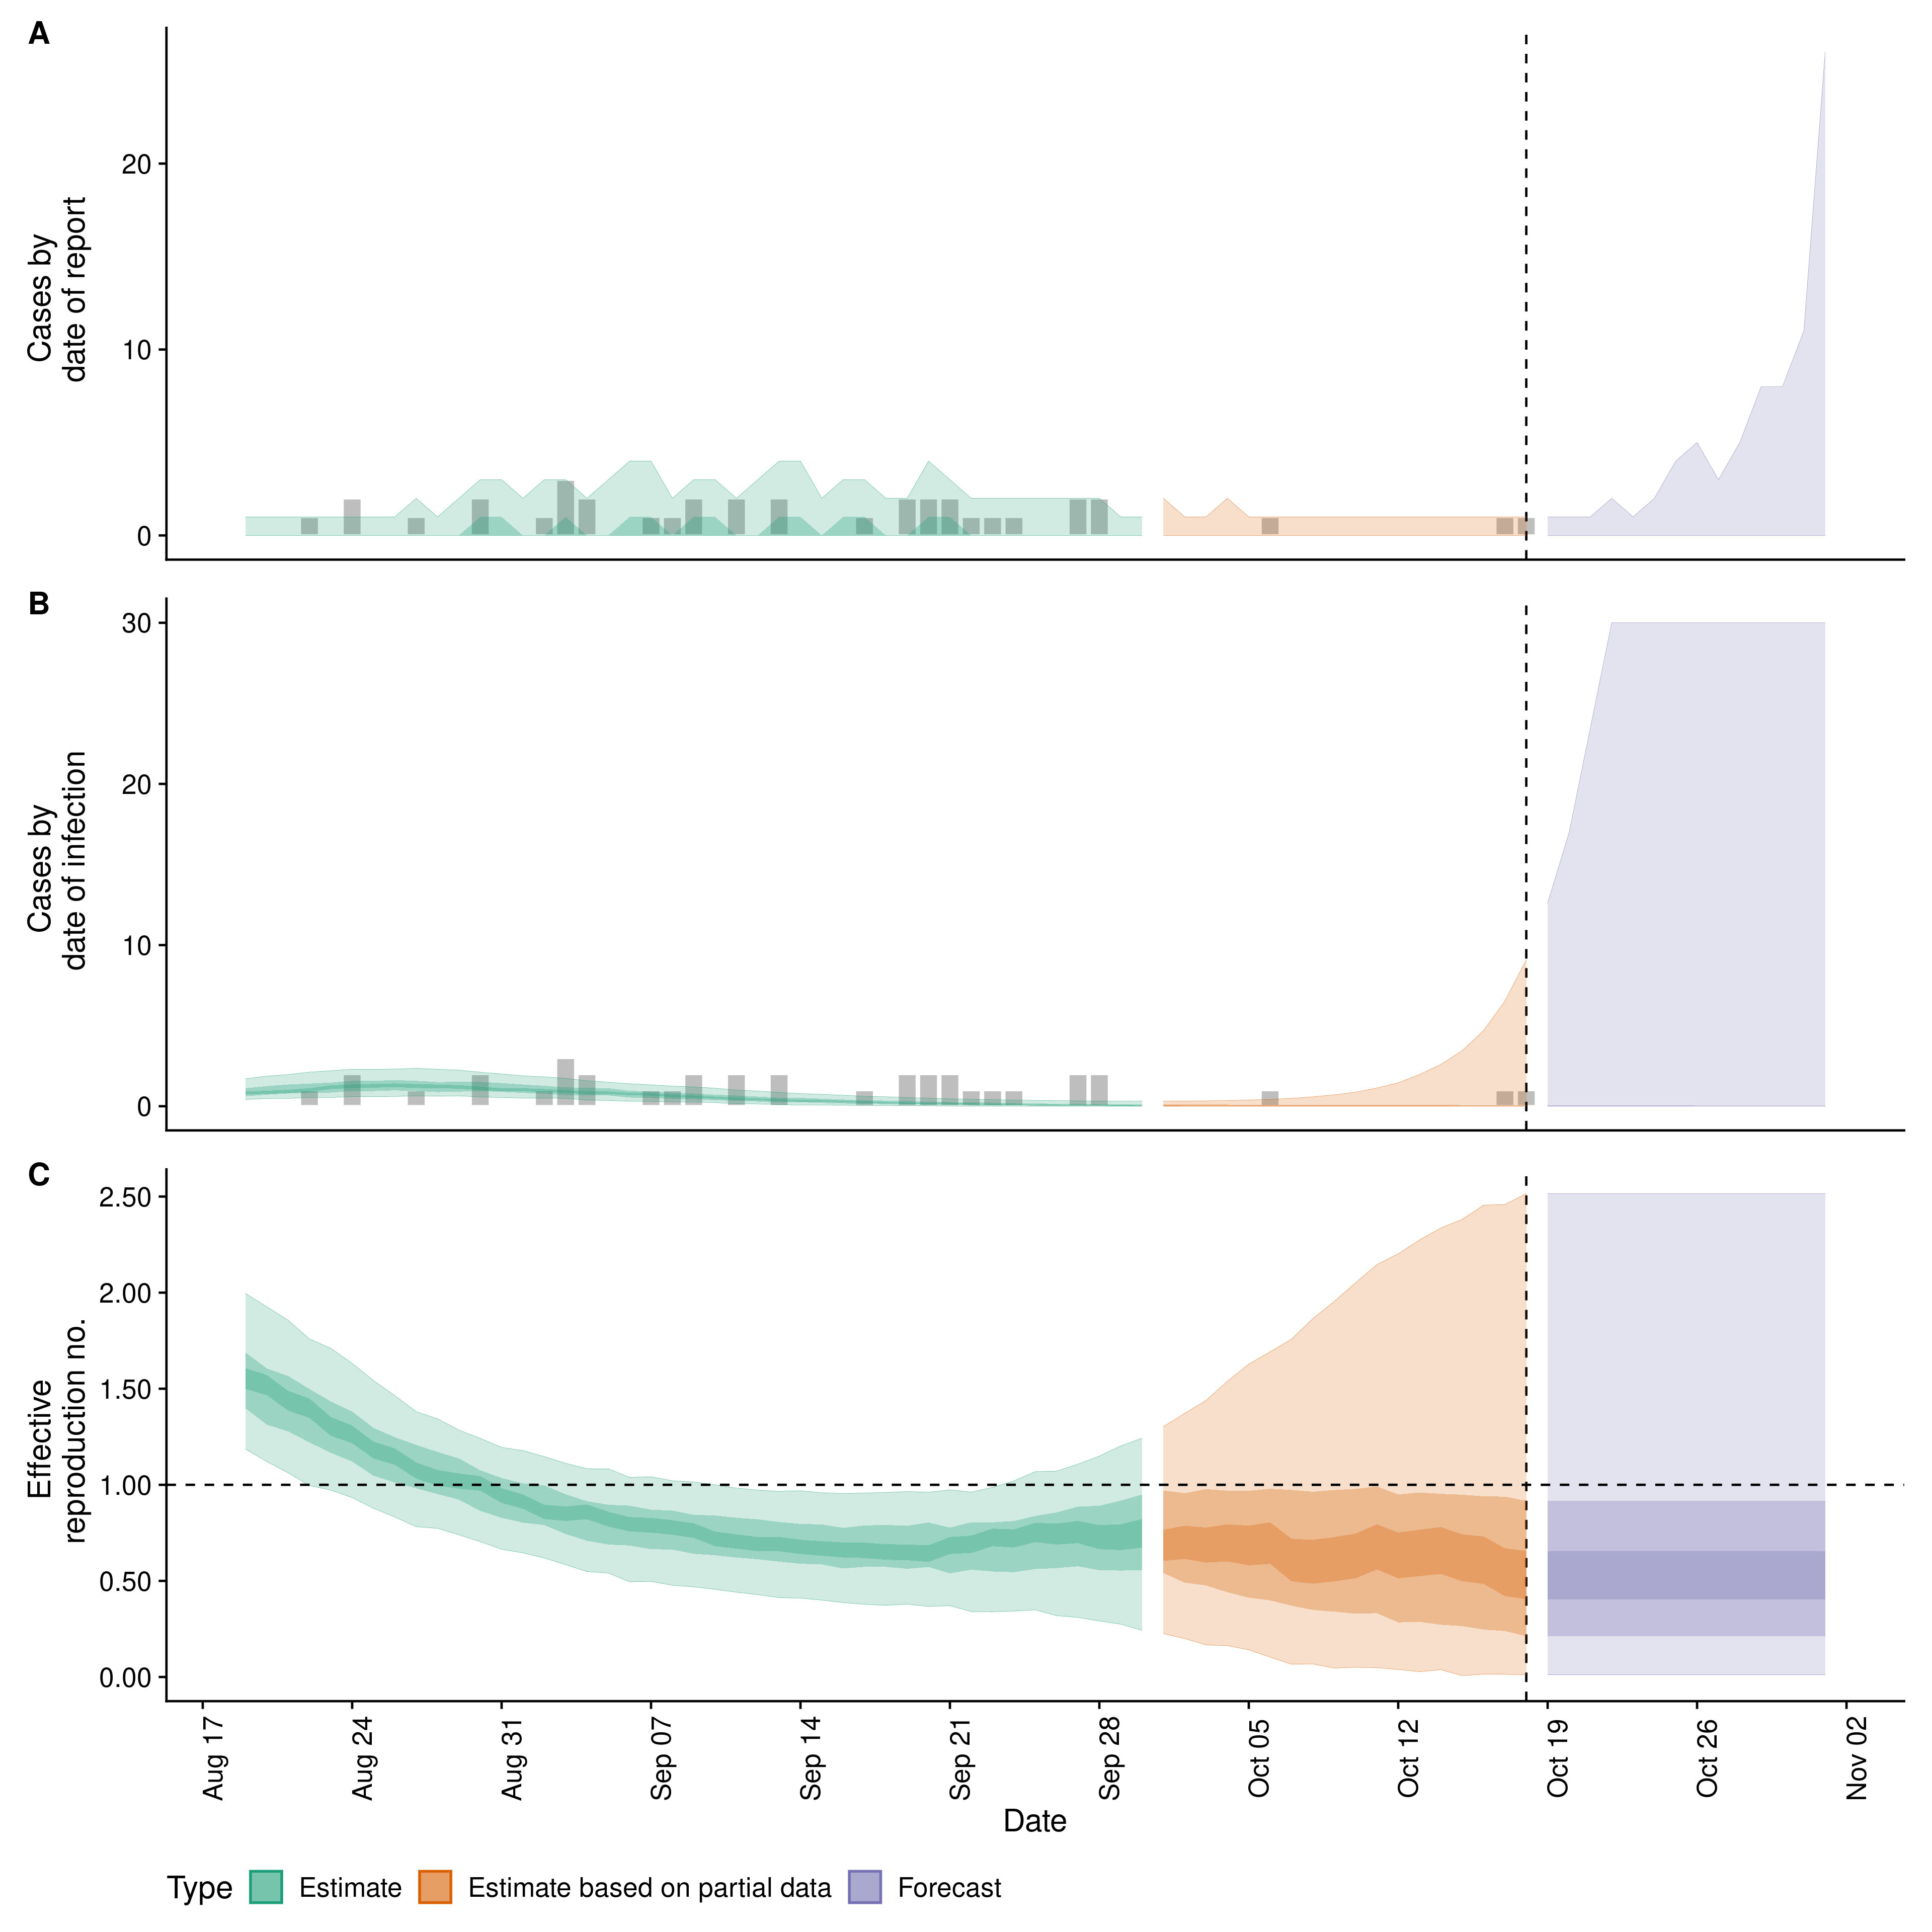 A
20
10
0
Cases by
date of report
B
30
20
10
0
Cases by
date of infection
C
2.50
2.00
1.50
1.00
0.50
0.00
Effective
reproduction no.
Aug 17
Aug 24
Aug 31
Sep 07
Sep 14
Sep 21
Sep 28
Oct 05
Oct 12
Oct 19
Oct 26
Nov 02
Date
Type Estimate Estimate based on partial data Forecast